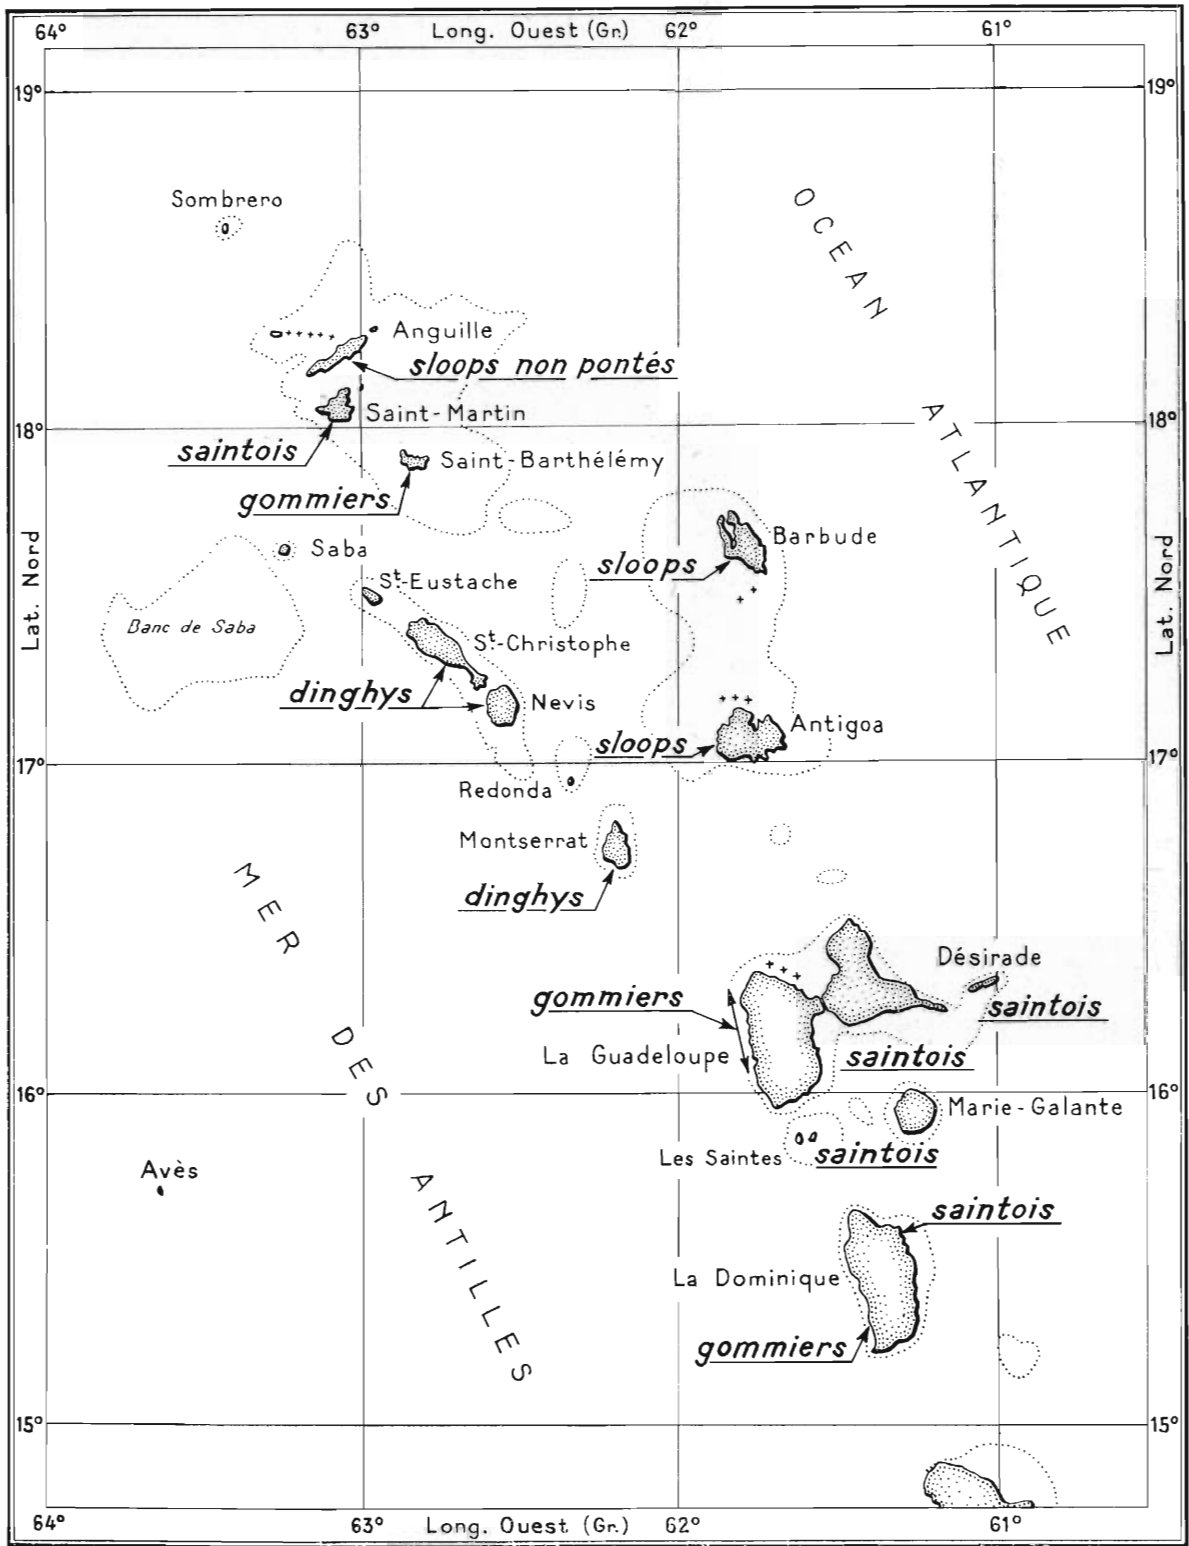 64° 63° Long. Ouest (Gr.) 62° 61°
19° 19°
Sombrero
OCEAN ATLANTIQUE
Anguille
sloops non pontés
Saint-Martin
18° 18°
saintois
Saint-Barthélémy
gommiers
Barbude
Saba
sloops
St-Eustache
Lat. Nord
Lat. Nord
Banc de Saba
St-Christophe
dinghys
Nevis
Antigoa
sloops
17° 17°
Redonda
Montserrat
dinghys
MER DES ANTILLES
Désirade
gommiers
saintois
La Guadeloupe
saintois
16° 16°
Marie-Galante
Les Saintes
saintois
Avès
saintois
La Dominique
gommiers
15° 15°
64° 63° Long. Ouest (Gr.) 62° 61°